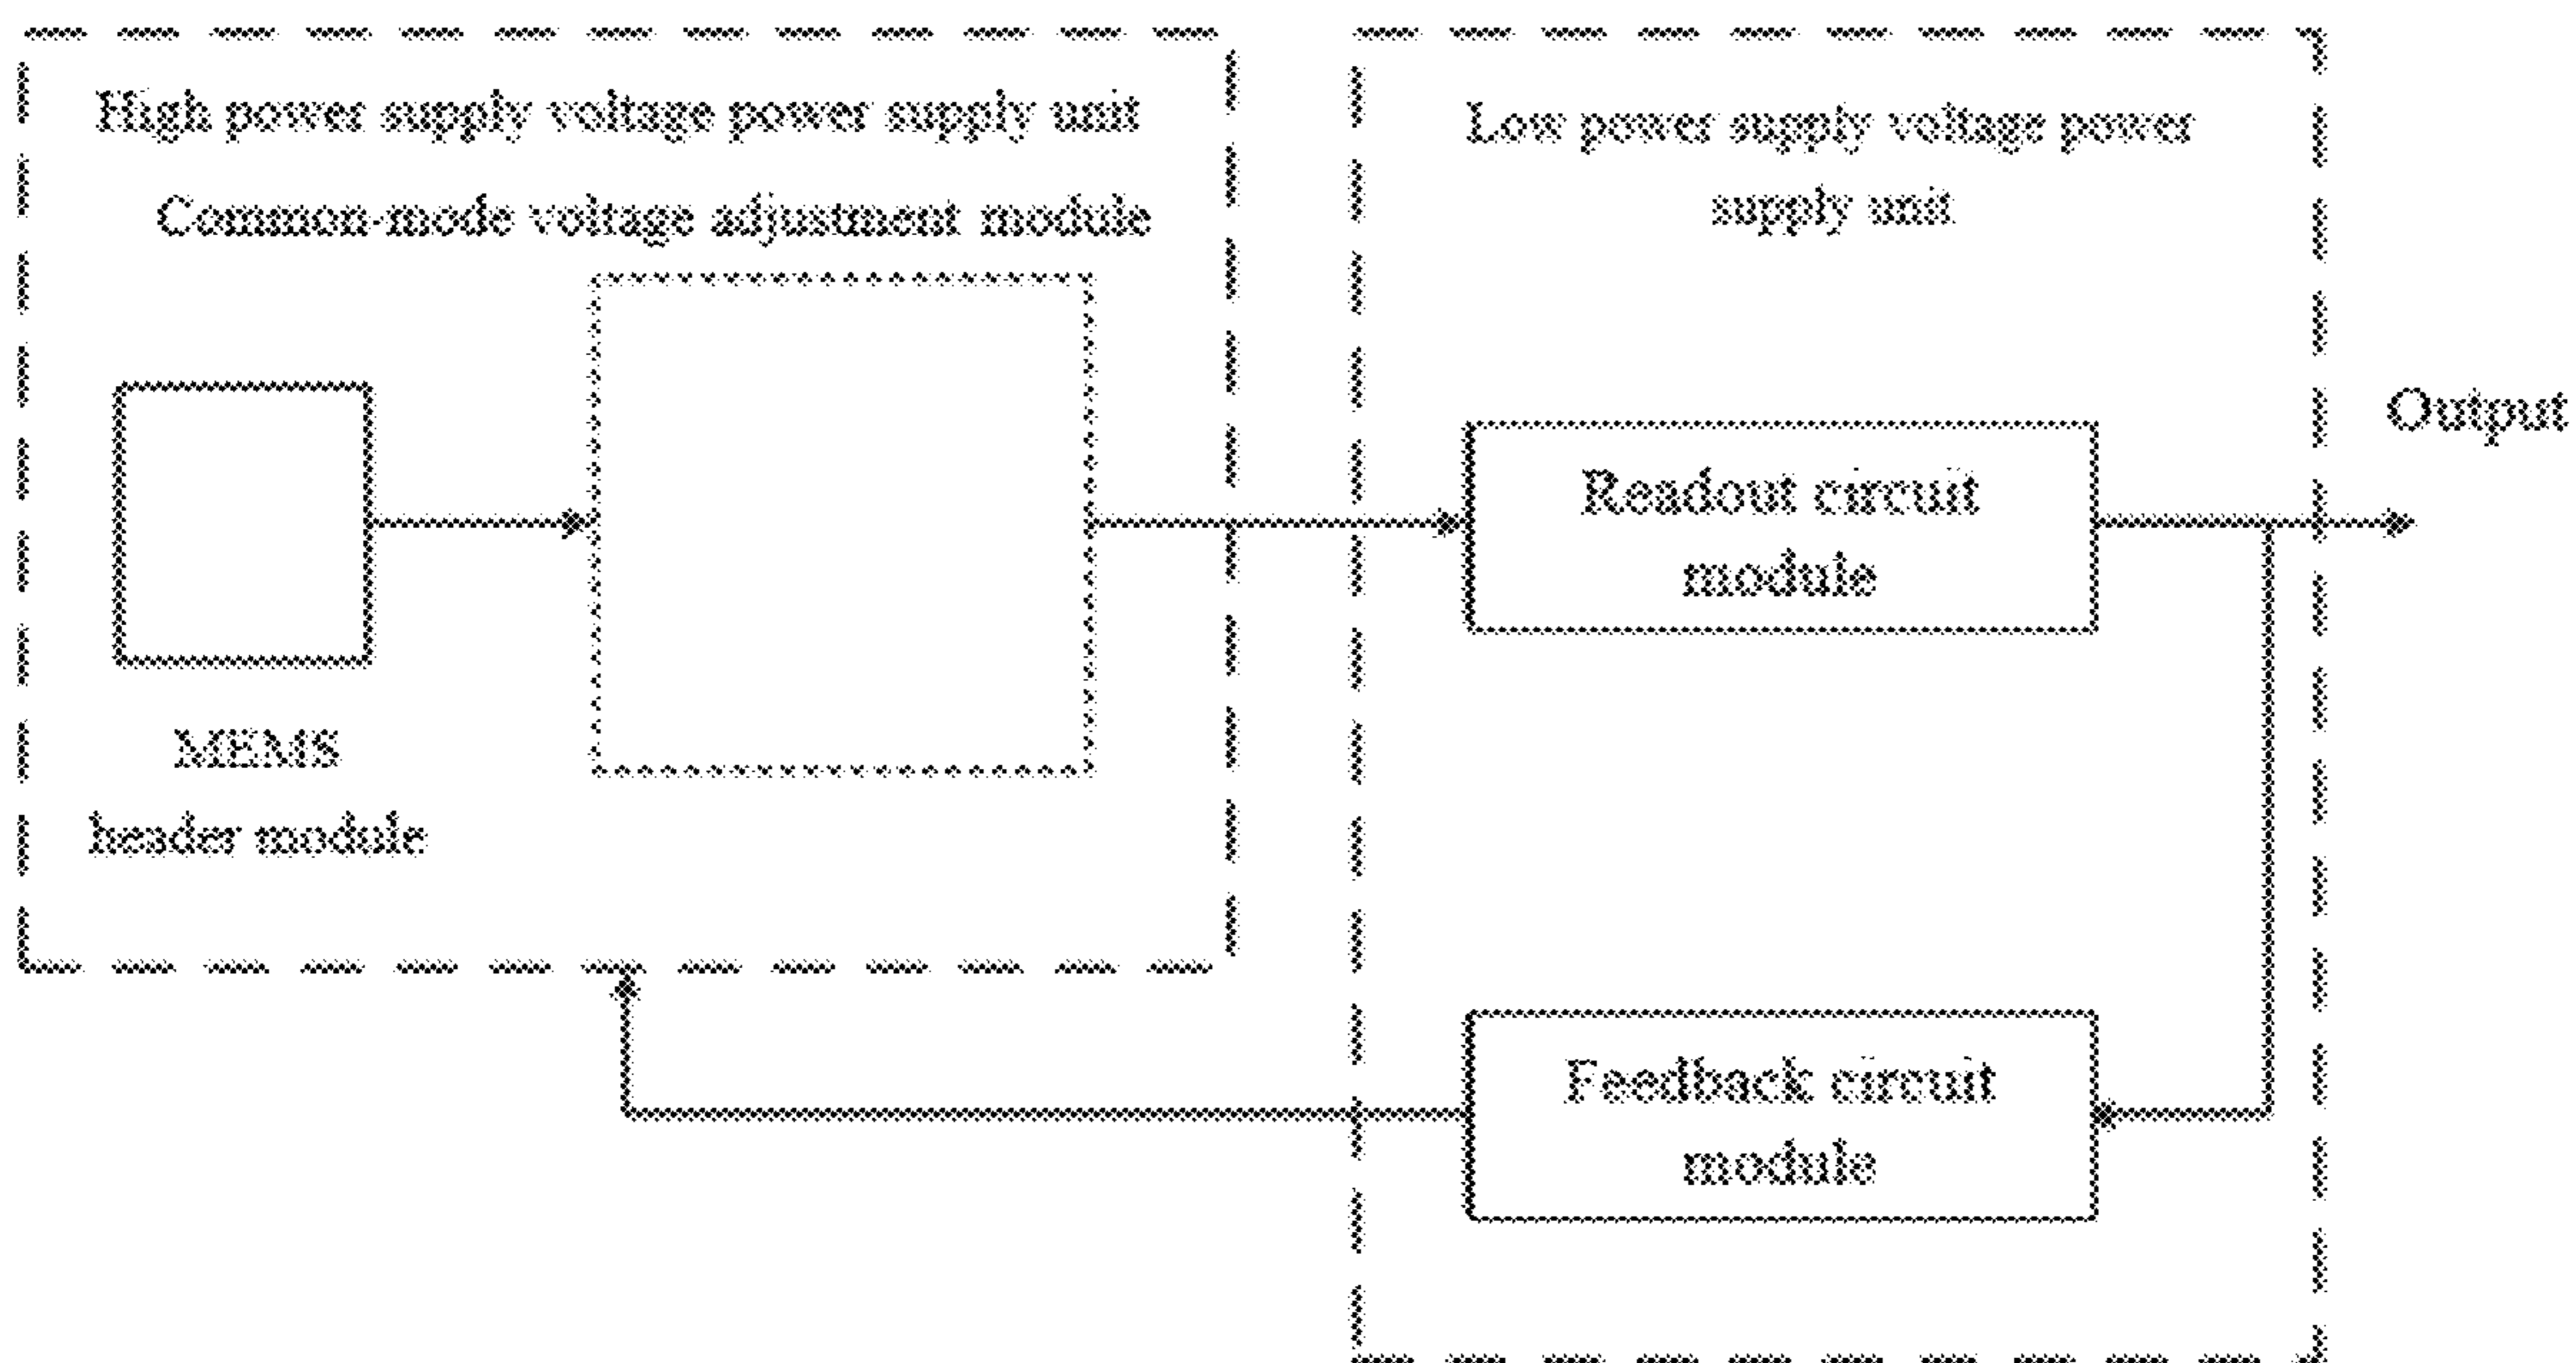 High power supply voltage power supply unit
Common-mode voltage adjustment module
MEMS
header module
Low power supply voltage power
supply unit
Readout circuit
module
Output
Feedback circuit
module